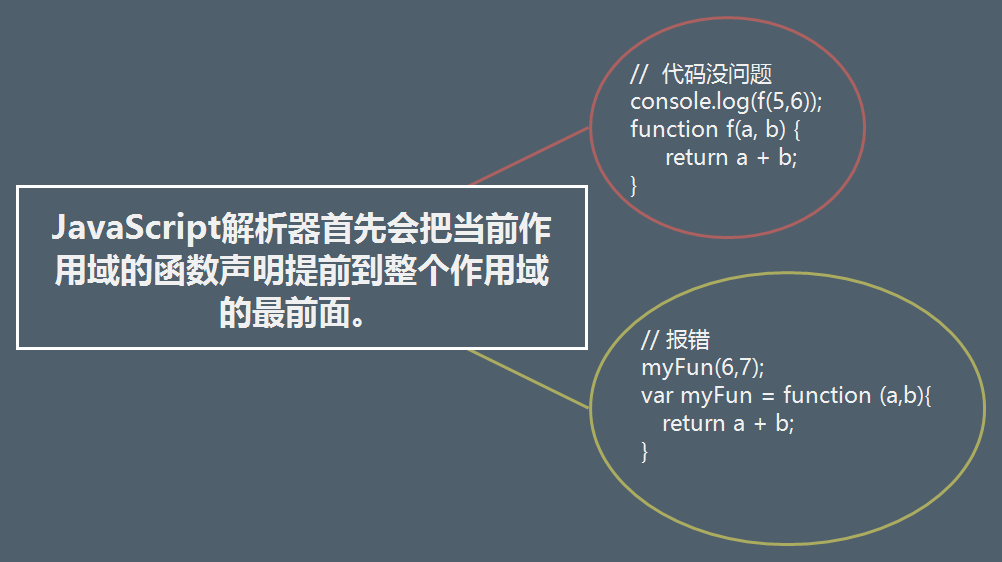 JavaScript解析器首先会把当前作
用域的函数声明提前到整个作用域
的最前面。
//  代码没问题
console.log(f(5,6));
function f(a, b) {
     return a + b;
}
// 报错
myFun(6,7);
var myFun = function (a,b){
   return a + b;
}